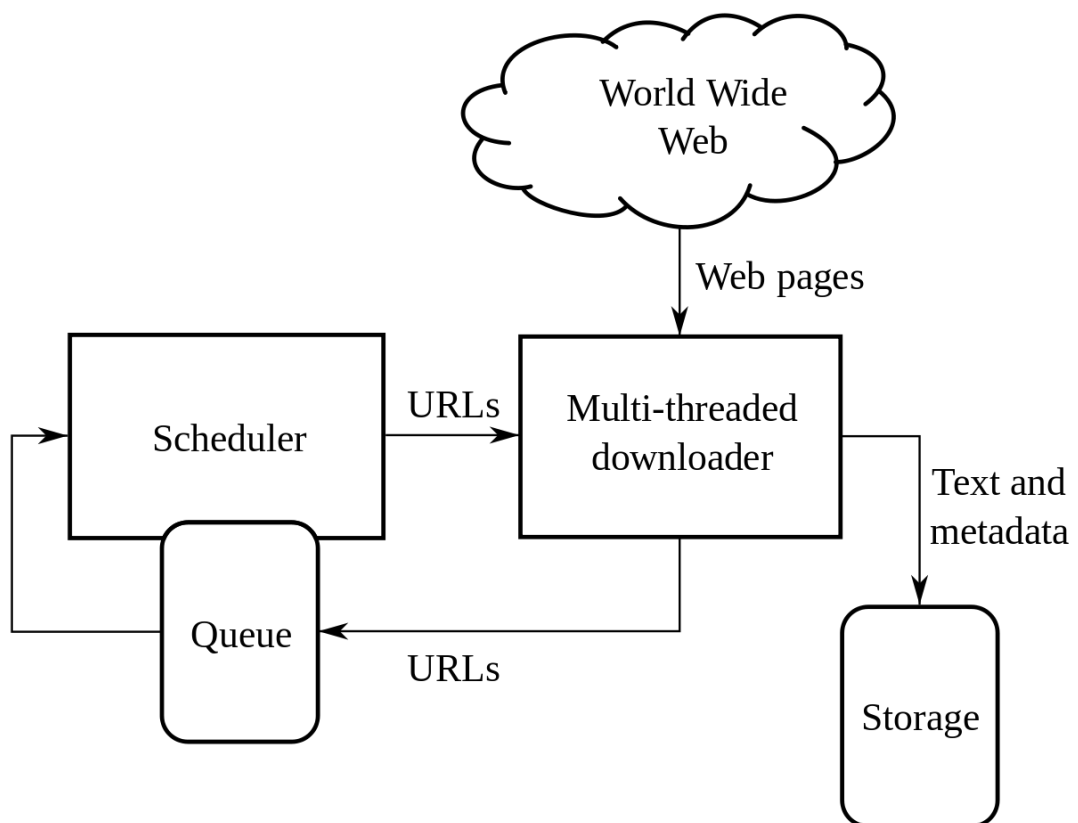 World Wide
Web
Web pages
URLs
Multi-threaded
downloader
Scheduler
Text and
metadata
Queue
URLs
Storage